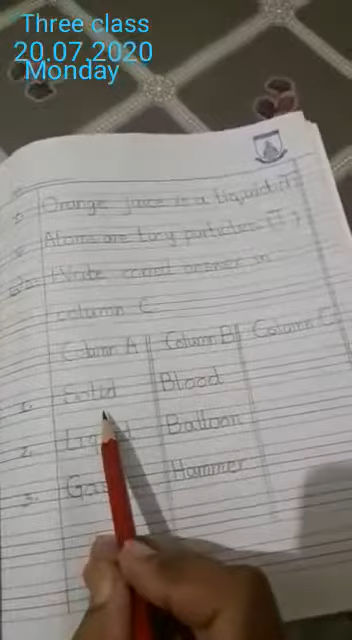 Three class
20.07.2020
Monday
Orange juice is a liquid. [T]
Atoms are tiny particles. [T]
Write correct answer in
column C
Column A Column B Column C
1. Solid Blood
2. Liquid Balloon
3. Gas Hammer